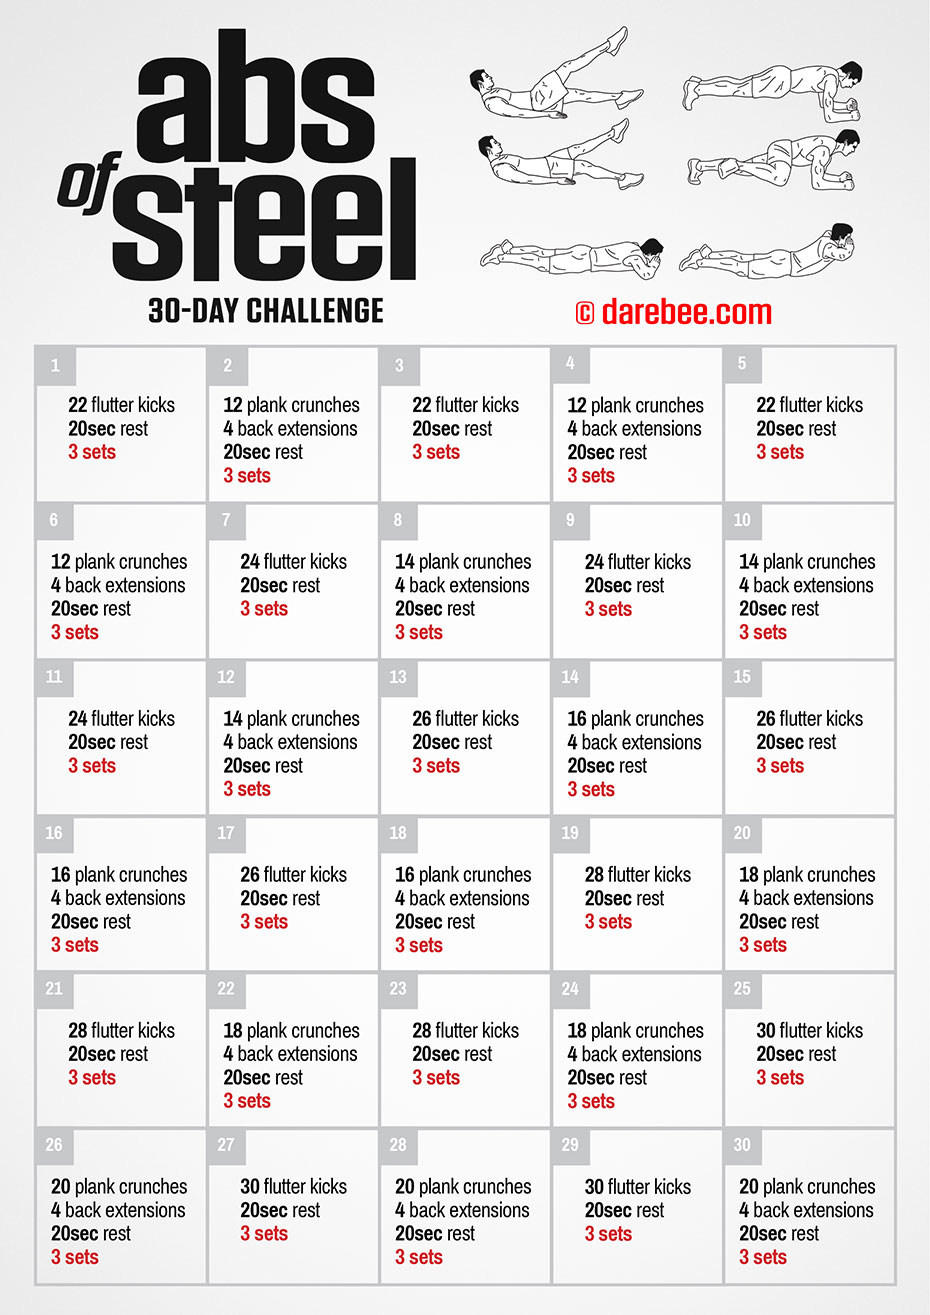 abs
of
steel
30-DAY CHALLENGE
© darebee.com
1
22 flutter kicks
20sec rest
3 sets
2
12 plank crunches
4 back extensions
20sec rest
3 sets
3
22 flutter kicks
20sec rest
3 sets
4
12 plank crunches
4 back extensions
20sec rest
3 sets
5
22 flutter kicks
20sec rest
3 sets
6
12 plank crunches
4 back extensions
20sec rest
3 sets
7
24 flutter kicks
20sec rest
3 sets
8
14 plank crunches
4 back extensions
20sec rest
3 sets
9
24 flutter kicks
20sec rest
3 sets
10
14 plank crunches
4 back extensions
20sec rest
3 sets
11
24 flutter kicks
20sec rest
3 sets
12
14 plank crunches
4 back extensions
20sec rest
3 sets
13
26 flutter kicks
20sec rest
3 sets
14
16 plank crunches
4 back extensions
20sec rest
3 sets
15
26 flutter kicks
20sec rest
3 sets
16
16 plank crunches
4 back extensions
20sec rest
3 sets
17
26 flutter kicks
20sec rest
3 sets
18
16 plank crunches
4 back extensions
20sec rest
3 sets
19
28 flutter kicks
20sec rest
3 sets
20
18 plank crunches
4 back extensions
20sec rest
3 sets
21
28 flutter kicks
20sec rest
3 sets
22
18 plank crunches
4 back extensions
20sec rest
3 sets
23
28 flutter kicks
20sec rest
3 sets
24
18 plank crunches
4 back extensions
20sec rest
3 sets
25
30 flutter kicks
20sec rest
3 sets
26
20 plank crunches
4 back extensions
20sec rest
3 sets
27
30 flutter kicks
20sec rest
3 sets
28
20 plank crunches
4 back extensions
20sec rest
3 sets
29
30 flutter kicks
20sec rest
3 sets
30
20 plank crunches
4 back extensions
20sec rest
3 sets